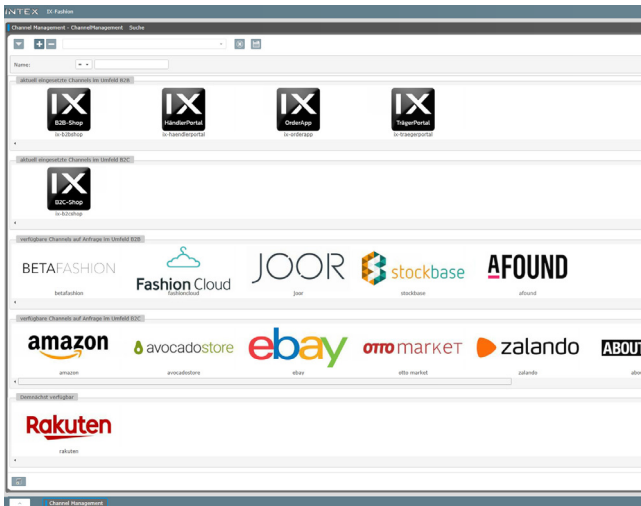 INTEX IX-Fashion
Channel Management - ChannelManagement Suche
Name: =
aktuell eingesetzte Channels im Umfeld B2B
IX B2B-Shop
IX HändlerPortal
IX OrderApp
IX TrägerPortal
ix-b2bshop
ix-haendlerportal
ix-orderapp
ix-traegerportal
aktuell eingesetzte Channels im Umfeld B2C
IX B2C-Shop
ix-b2cshop
verfügbare Channels auf Anfrage im Umfeld B2B
BETAFASHION
Fashion Cloud
JOOR
stockbase
AFOUND
betafashion
fashioncloud
joor
stockbase
afound
verfügbare Channels auf Anfrage im Umfeld B2C
amazon
avocadostore
ebay
OTTO market
zalando
ABOUT
amazon
avocadostore
ebay
otto-market
zalando
abo
Demnächst verfügbar
Rakuten
rakuten
Channel Management